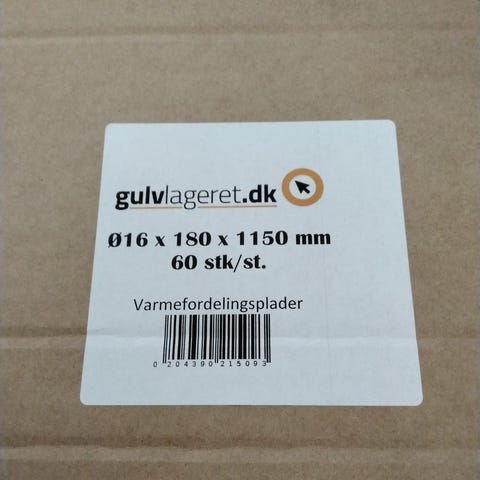 gulvlageret.dk
Ø16 x 180 x 1150 mm
60 stk/st.
Varmefordelingsplader
0 204390 215093